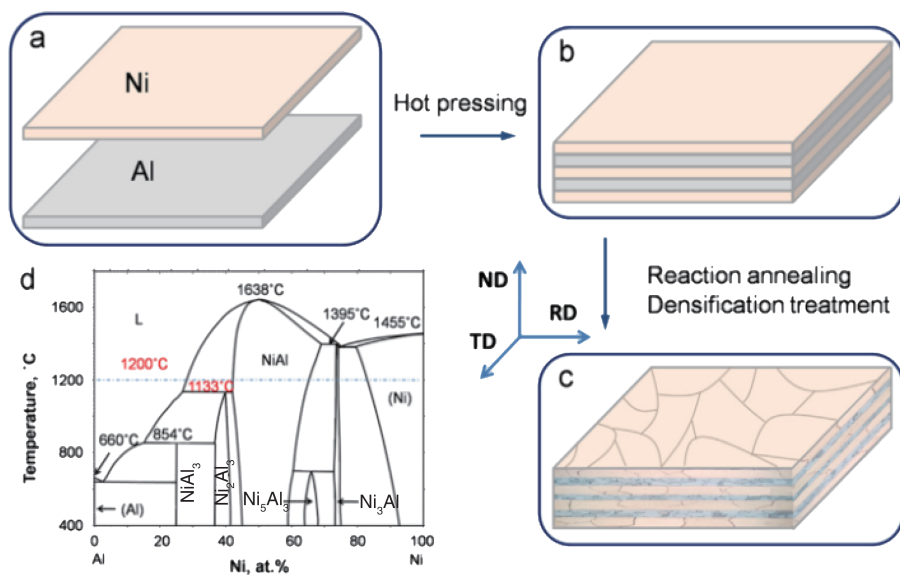 a
Ni
Al
Hot pressing
b
ND
RD
TD
Reaction annealing
Densification treatment
c
d
Temperature, °C
1600
1200
800
400
L
1638°C
1395°C
1455°C
NiAl
1200°C
1133°C
(Ni)
660°C
854°C
NiAl₃
Ni₂Al₃
Ni₅Al₃
Ni₃Al
(Al)
0
20
40
60
80
100
Al
Ni, at.%
Ni